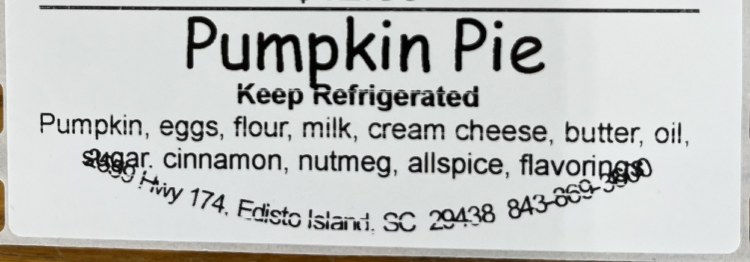 Pumpkin Pie
Keep Refrigerated
Pumpkin, eggs, flour, milk, cream cheese, butter, oil,
sugar, cinnamon, nutmeg, allspice, flavorings
Hwy 174, Edisto Island, SC 29438